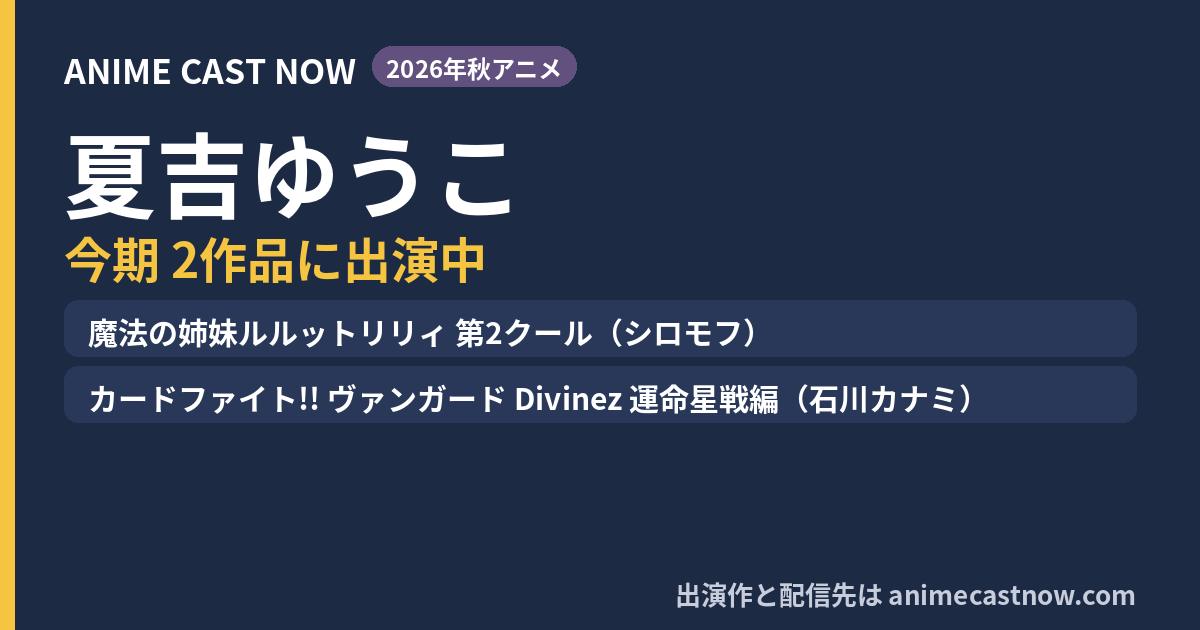 ANIME CAST NOW 2026年秋アニメ
夏吉ゆうこ
今期 2作品に出演中
魔法の姉妹ルルットリリィ 第2クール（シロモフ）
カードファイト!! ヴァンガード Divinez 運命星戦編（石川カナミ）
出演作と配信先は animecastnow.com